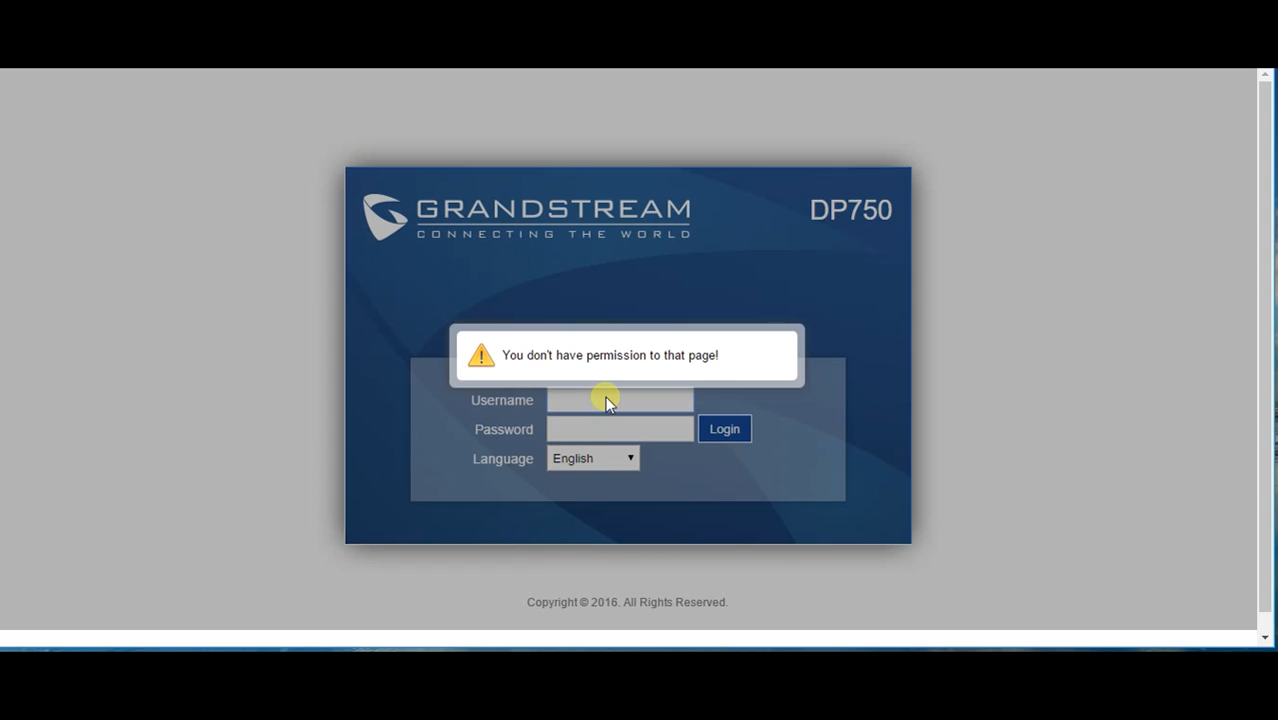 GRANDSTREAM
CONNECTING THE WORLD
DP750
You don't have permission to that page!
Username
Password
Login
Language
English
Copyright © 2016. All Rights Reserved.